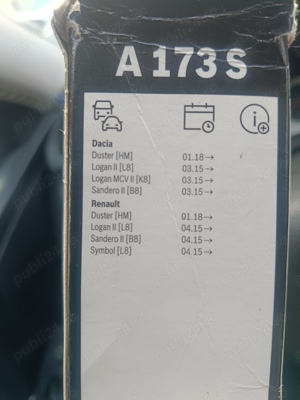 A 173 S
Dacia
Duster [HM] 01.18→
Logan II [L8] 03.15→
Logan MCV II [K8] 03.15→
Sandero II [B8] 03.15→
Renault
Duster [HM] 01.18→
Logan II [L8] 04.15→
Sandero II [B8] 04.15→
Symbol [L8] 04.15→